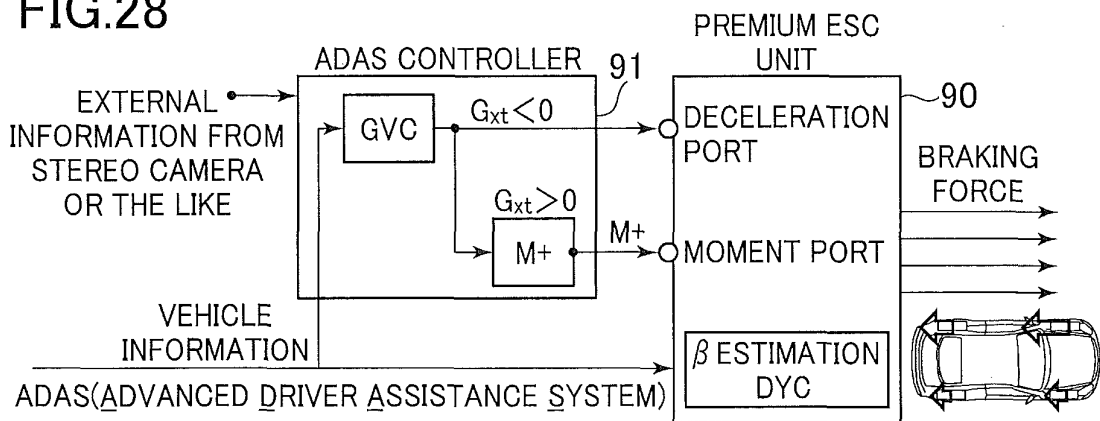 FIG.28
ADAS CONTROLLER
91
PREMIUM ESC
UNIT
90
EXTERNAL
INFORMATION FROM
STEREO CAMERA
OR THE LIKE
GVC
Gxt<0
DECELERATION
PORT
Gxt>0
M+
M+
MOMENT PORT
BRAKING
FORCE
VEHICLE
INFORMATION
β ESTIMATION
DYC
ADAS(ADVANCED DRIVER ASSISTANCE SYSTEM)